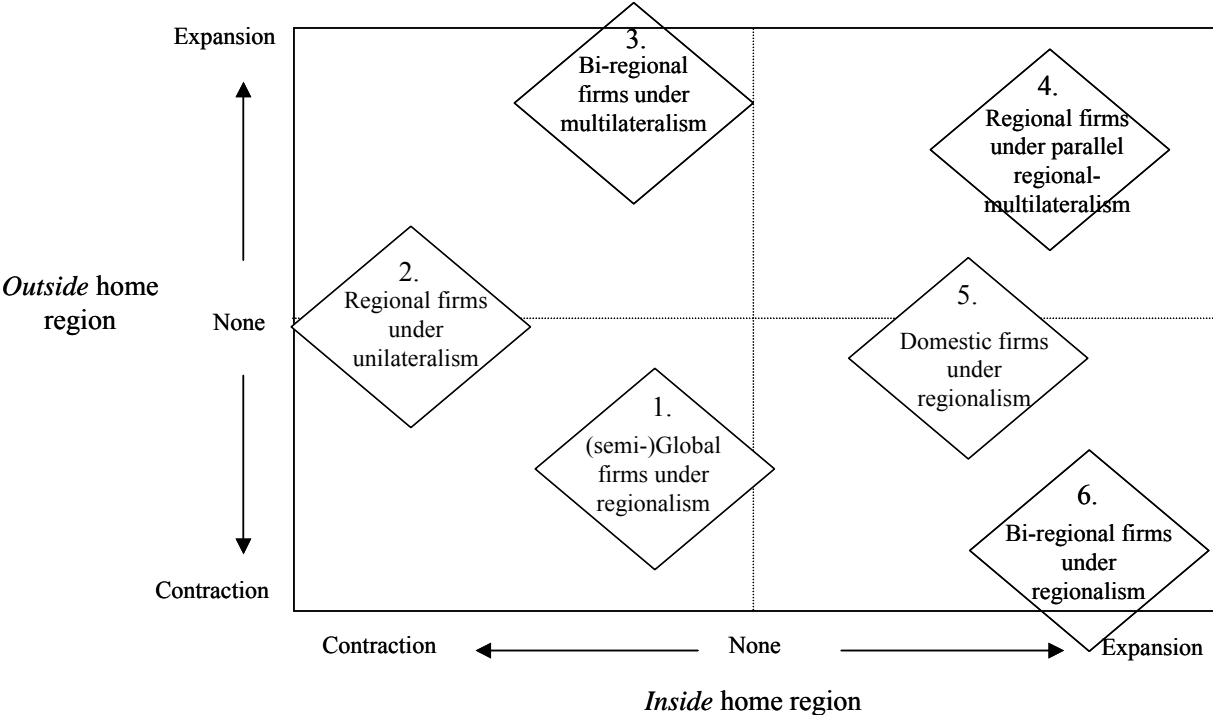 Expansion
3.
Bi-regional
firms under
multilateralism
4.
Regional firms
under parallel
regional-
multilateralism
Outside home
region
None
2.
Regional firms
under
unilateralism
5.
Domestic firms
under
regionalism
1.
(semi-)Global
firms under
regionalism
6.
Bi-regional firms
under
regionalism
Contraction
Contraction
None
Expansion
Inside home region